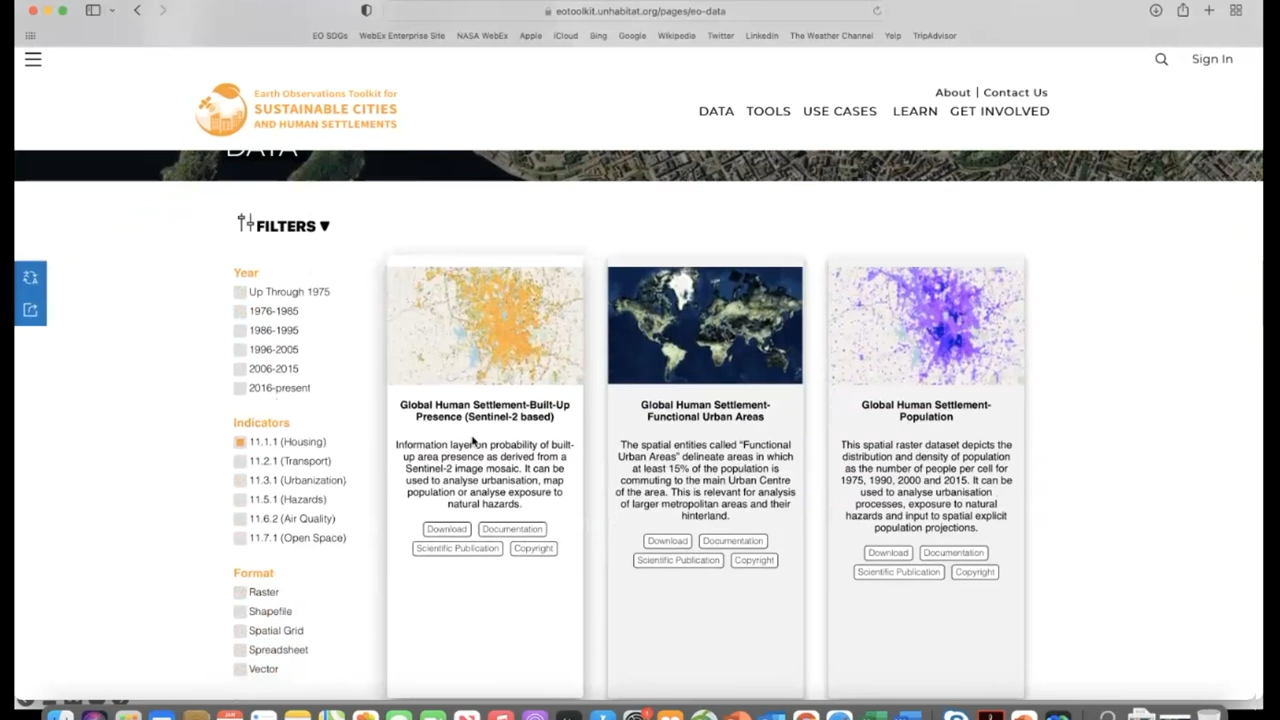 eotoolkit.unhabitat.org/pages/eo-data
EO SDGs WebEx Enterprise Site NASA WebEx Apple iCloud Bing Google Wikipedia Twitter LinkedIn The Weather Channel Yelp TripAdvisor
Sign In
Earth Observations Toolkit for
SUSTAINABLE CITIES
AND HUMAN SETTLEMENTS
About | Contact Us
DATA TOOLS USE CASES LEARN GET INVOLVED
DATA
FILTERS ▼
Year
Up Through 1975
1976-1985
1986-1995
1996-2005
2006-2015
2016-present
Indicators
11.1.1 (Housing)
11.2.1 (Transport)
11.3.1 (Urbanization)
11.5.1 (Hazards)
11.6.2 (Air Quality)
11.7.1 (Open Space)
Format
Raster
Shapefile
Spatial Grid
Spreadsheet
Vector
Global Human Settlement-Built-Up
Presence (Sentinel-2 based)
Information layer on probability of built-
up area presence as derived from a
Sentinel-2 image mosaic. It can be
used to analyse urbanisation, map
population or analyse exposure to
natural hazards.
Download Documentation
Scientific Publication Copyright
Global Human Settlement-
Functional Urban Areas
The spatial entities called “Functional
Urban Areas” delineate areas in which
at least 15% of the population is
commuting to the main Urban Centre
of the area. This is relevant for analysis
of larger metropolitan areas and their
hinterland.
Download Documentation
Scientific Publication Copyright
Global Human Settlement-
Population
This spatial raster dataset depicts the
distribution and density of population
as the number of people per cell for
1975, 1990, 2000 and 2015. It can be
used to analyse urbanisation
processes, exposure to natural
hazards and input to spatial explicit
population projections.
Download Documentation
Scientific Publication Copyright